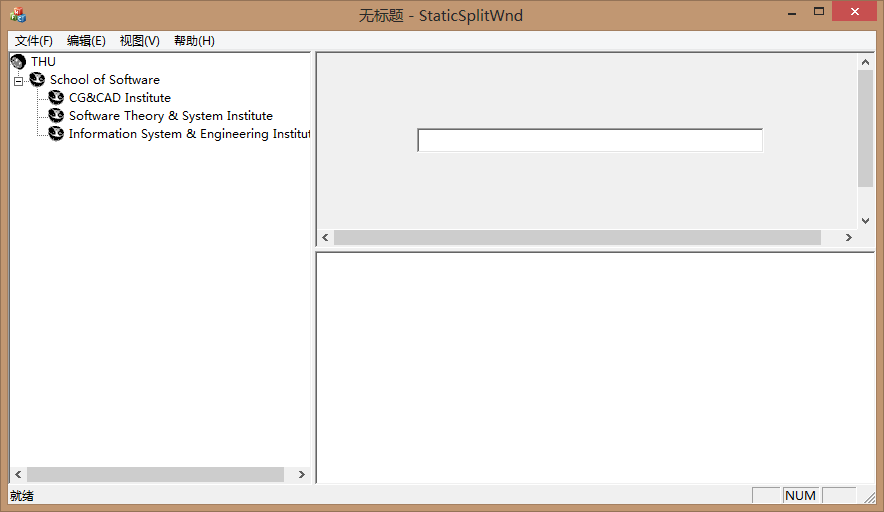 无标题 - StaticSplitWnd
文件(F) 编辑(E) 视图(V) 帮助(H)
THU
School of Software
CG&CAD Institute
Software Theory & System Institute
Information System & Engineering Institut
就绪
NUM